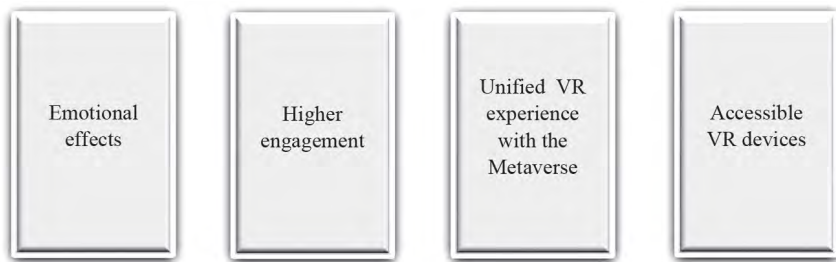 Emotional
effects
Higher
engagement
Unified VR
experience
with the
Metaverse
Accessible
VR devices